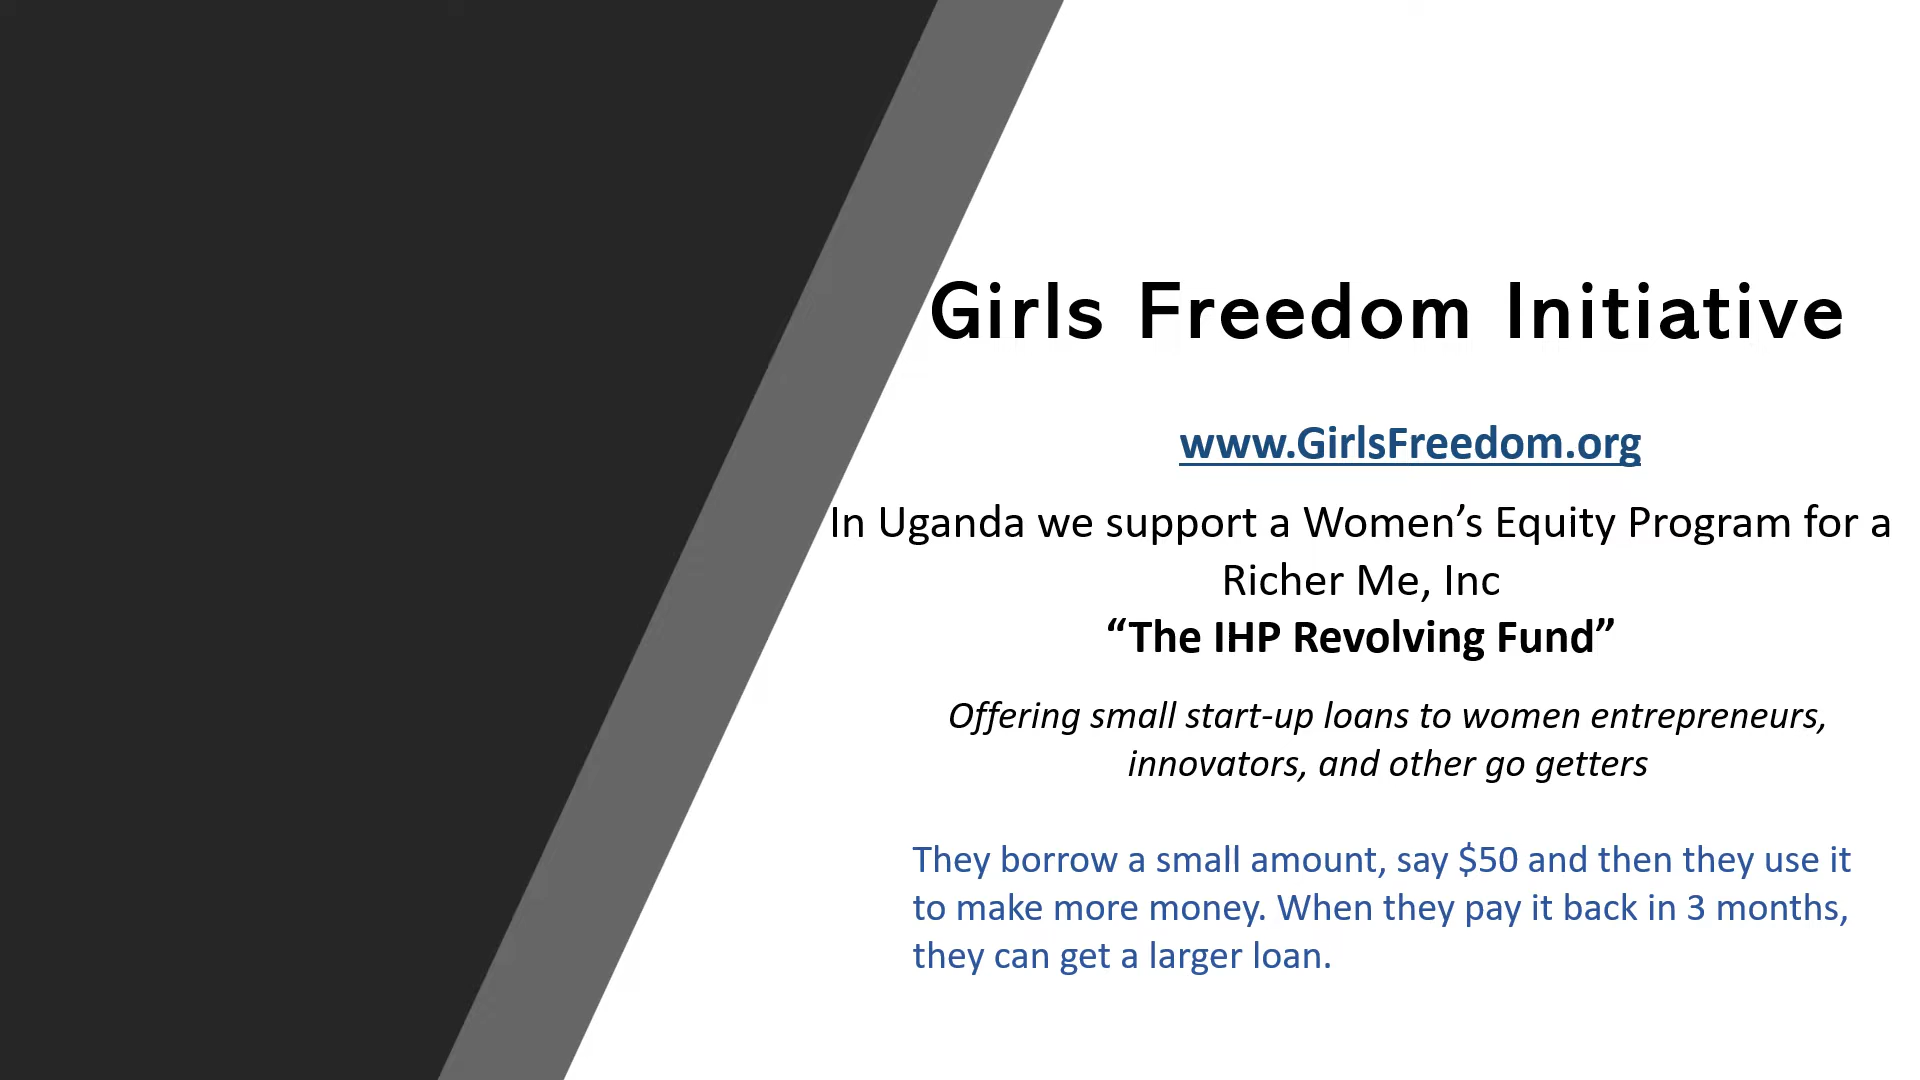 Girls Freedom Initiative
www.GirlsFreedom.org
In Uganda we support a Women’s Equity Program for a
Richer Me, Inc
“The IHP Revolving Fund”
Offering small start-up loans to women entrepreneurs,
innovators, and other go getters
They borrow a small amount, say $50 and then they use it
to make more money. When they pay it back in 3 months,
they can get a larger loan.